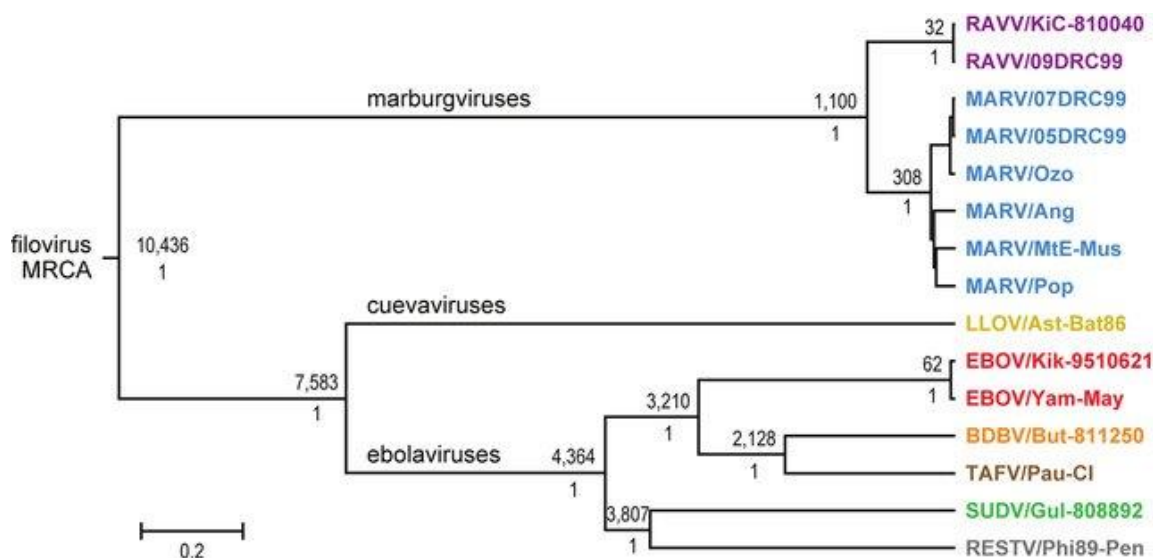 RAVV/KiC-810040
32
1
RAVV/09DRC99
marburgviruses
1,100
1
MARV/07DRC99
MARV/05DRC99
MARV/Ozo
308
1
MARV/Ang
MARV/MtE-Mus
MARV/Pop
filovirus
MRCA
10,436
1
cuevaviruses
LLOV/Ast-Bat86
7,583
1
EBOV/Kik-9510621
62
1
EBOV/Yam-May
3,210
1
BDBV/But-811250
2,128
1
TAFV/Pau-CI
ebolaviruses
4,364
1
SUDV/Gul-808892
3,807
1
RESTV/Phi89-Pen
0.2